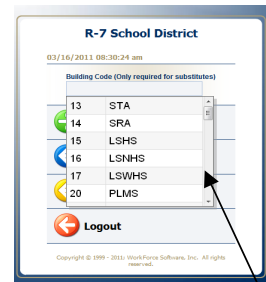 R-7 School District
03/16/2011 08:30:24 am
Building Code (Only required for substitutes)
13 STA
14 SRA
15 LSHS
16 LSNHS
17 LSWHS
20 PLMS
Logout
Copyright © 1999 - 2011: WorkForce Software, Inc. All rights
reserved.